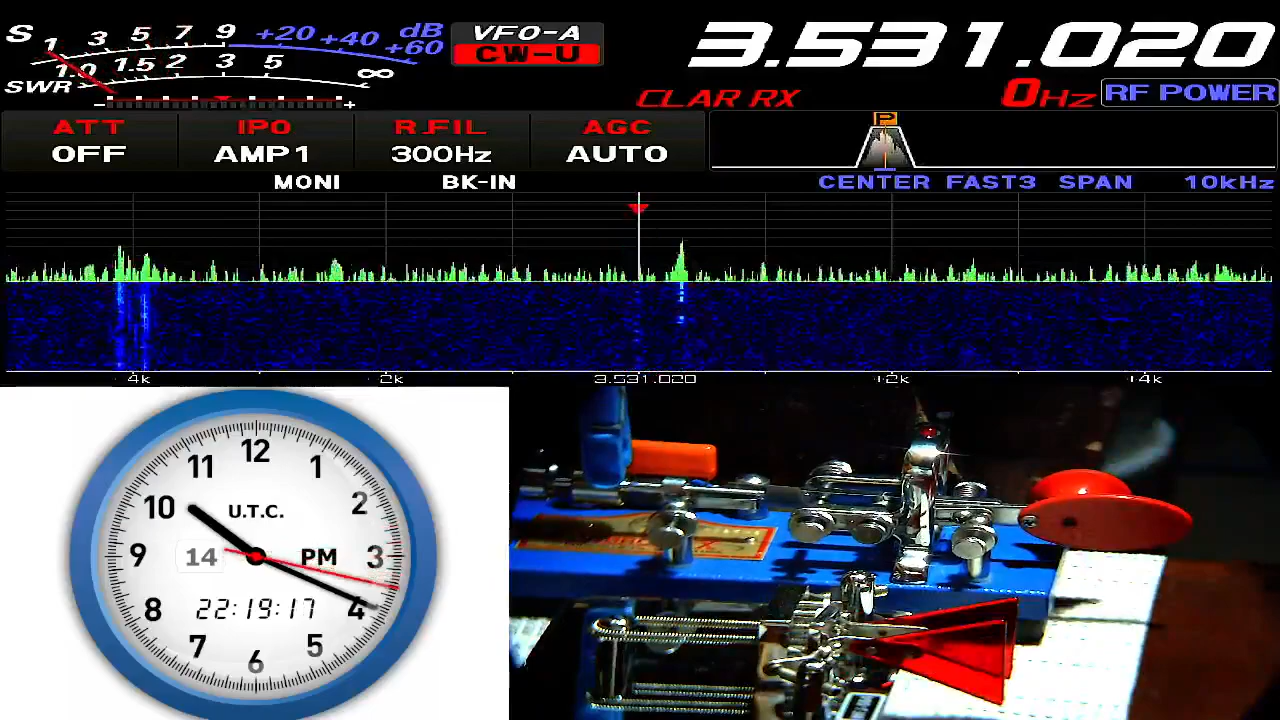 S 1 3 5 7 9 +20 +40 +60 dB
SWR 1.0 1.5 2 3 5 ∞
- +
VFO-A
CW-U
3.531.020
CLAR RX 0Hz RF POWER
ATT IPO R.FIL AGC
OFF AMP1 300Hz AUTO
P
MONI BK-IN
CENTER FAST3 SPAN 10kHz
-4k -2k 3.531.020 +2k +4k
12
11 1
10 U.T.C. 2
9 14 PM 3
8 22:19:17 4
7 5
6